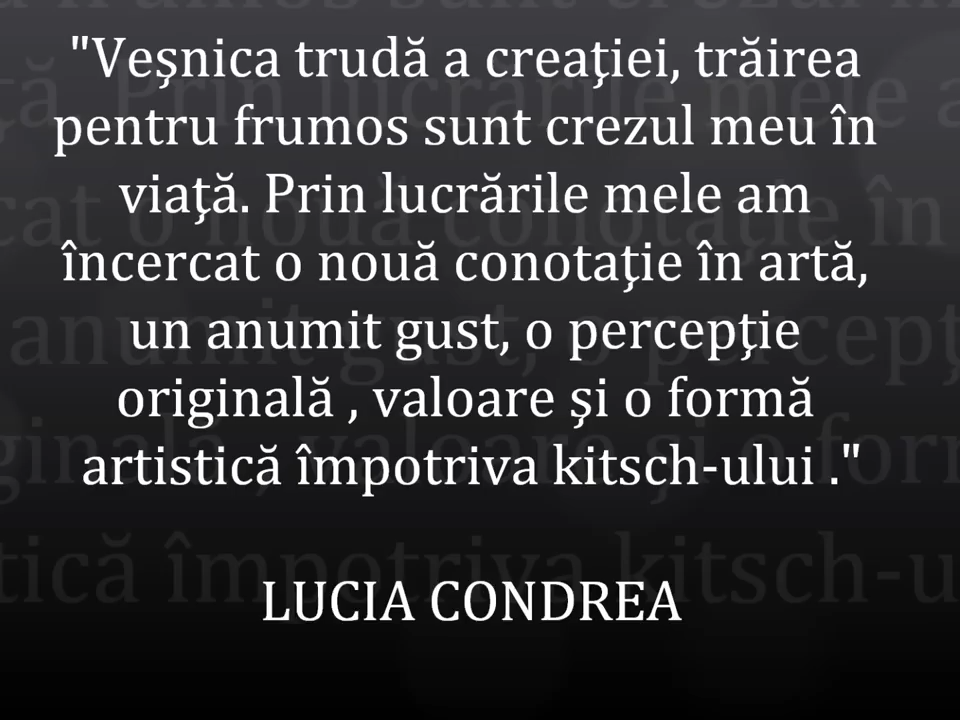 "Veşnica trudă a creaţiei, trăirea
pentru frumos sunt crezul meu în
viaţă. Prin lucrările mele am
încercat o nouă conotaţie în artă,
un anumit gust, o percepţie
originală , valoare şi o formă
artistică împotriva kitsch-ului ."
LUCIA CONDREA